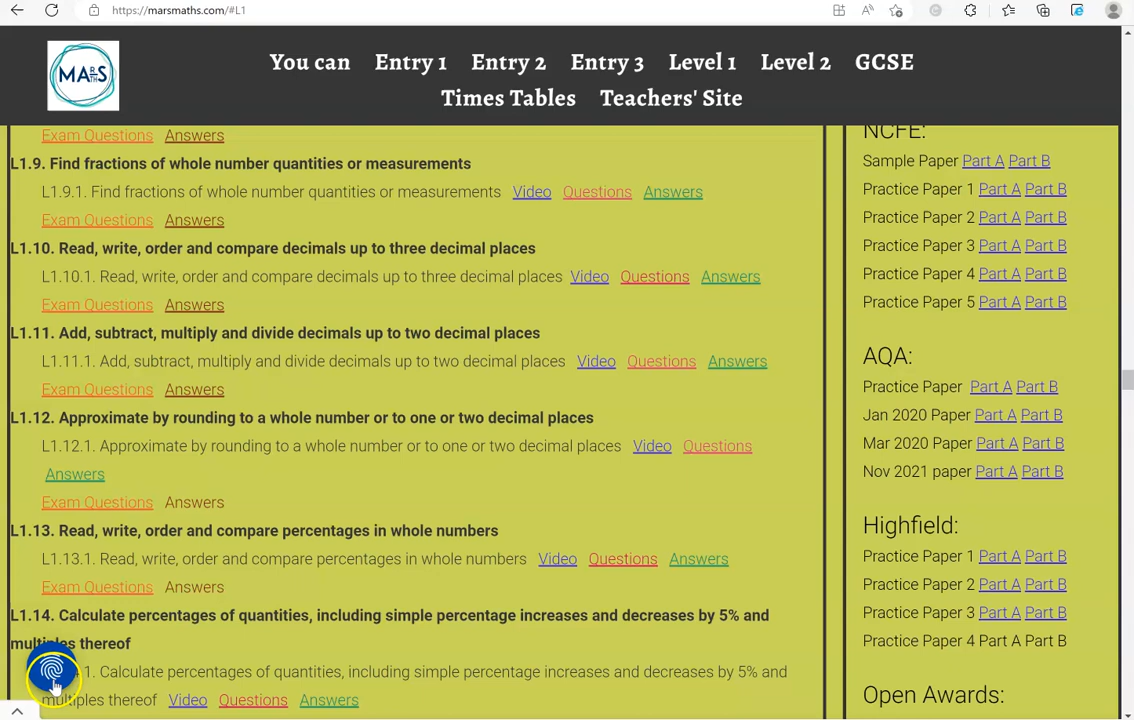 https://marsmaths.com/#L1
MARS
MATH
You can Entry 1 Entry 2 Entry 3 Level 1 Level 2 GCSE
Times Tables Teachers' Site
Exam Questions Answers
L1.9. Find fractions of whole number quantities or measurements
L1.9.1. Find fractions of whole number quantities or measurements Video Questions Answers
Exam Questions Answers
L1.10. Read, write, order and compare decimals up to three decimal places
L1.10.1. Read, write, order and compare decimals up to three decimal places Video Questions Answers
Exam Questions Answers
L1.11. Add, subtract, multiply and divide decimals up to two decimal places
L1.11.1. Add, subtract, multiply and divide decimals up to two decimal places Video Questions Answers
Exam Questions Answers
L1.12. Approximate by rounding to a whole number or to one or two decimal places
L1.12.1. Approximate by rounding to a whole number or to one or two decimal places Video Questions
Answers
Exam Questions Answers
L1.13. Read, write, order and compare percentages in whole numbers
L1.13.1. Read, write, order and compare percentages in whole numbers Video Questions Answers
Exam Questions Answers
L1.14. Calculate percentages of quantities, including simple percentage increases and decreases by 5% and
multiples thereof
1. Calculate percentages of quantities, including simple percentage increases and decreases by 5% and
multiples thereof Video Questions Answers
NCFE:
Sample Paper Part A Part B
Practice Paper 1 Part A Part B
Practice Paper 2 Part A Part B
Practice Paper 3 Part A Part B
Practice Paper 4 Part A Part B
Practice Paper 5 Part A Part B
AQA:
Practice Paper Part A Part B
Jan 2020 Paper Part A Part B
Mar 2020 Paper Part A Part B
Nov 2021 paper Part A Part B
Highfield:
Practice Paper 1 Part A Part B
Practice Paper 2 Part A Part B
Practice Paper 3 Part A Part B
Practice Paper 4 Part A Part B
Open Awards: